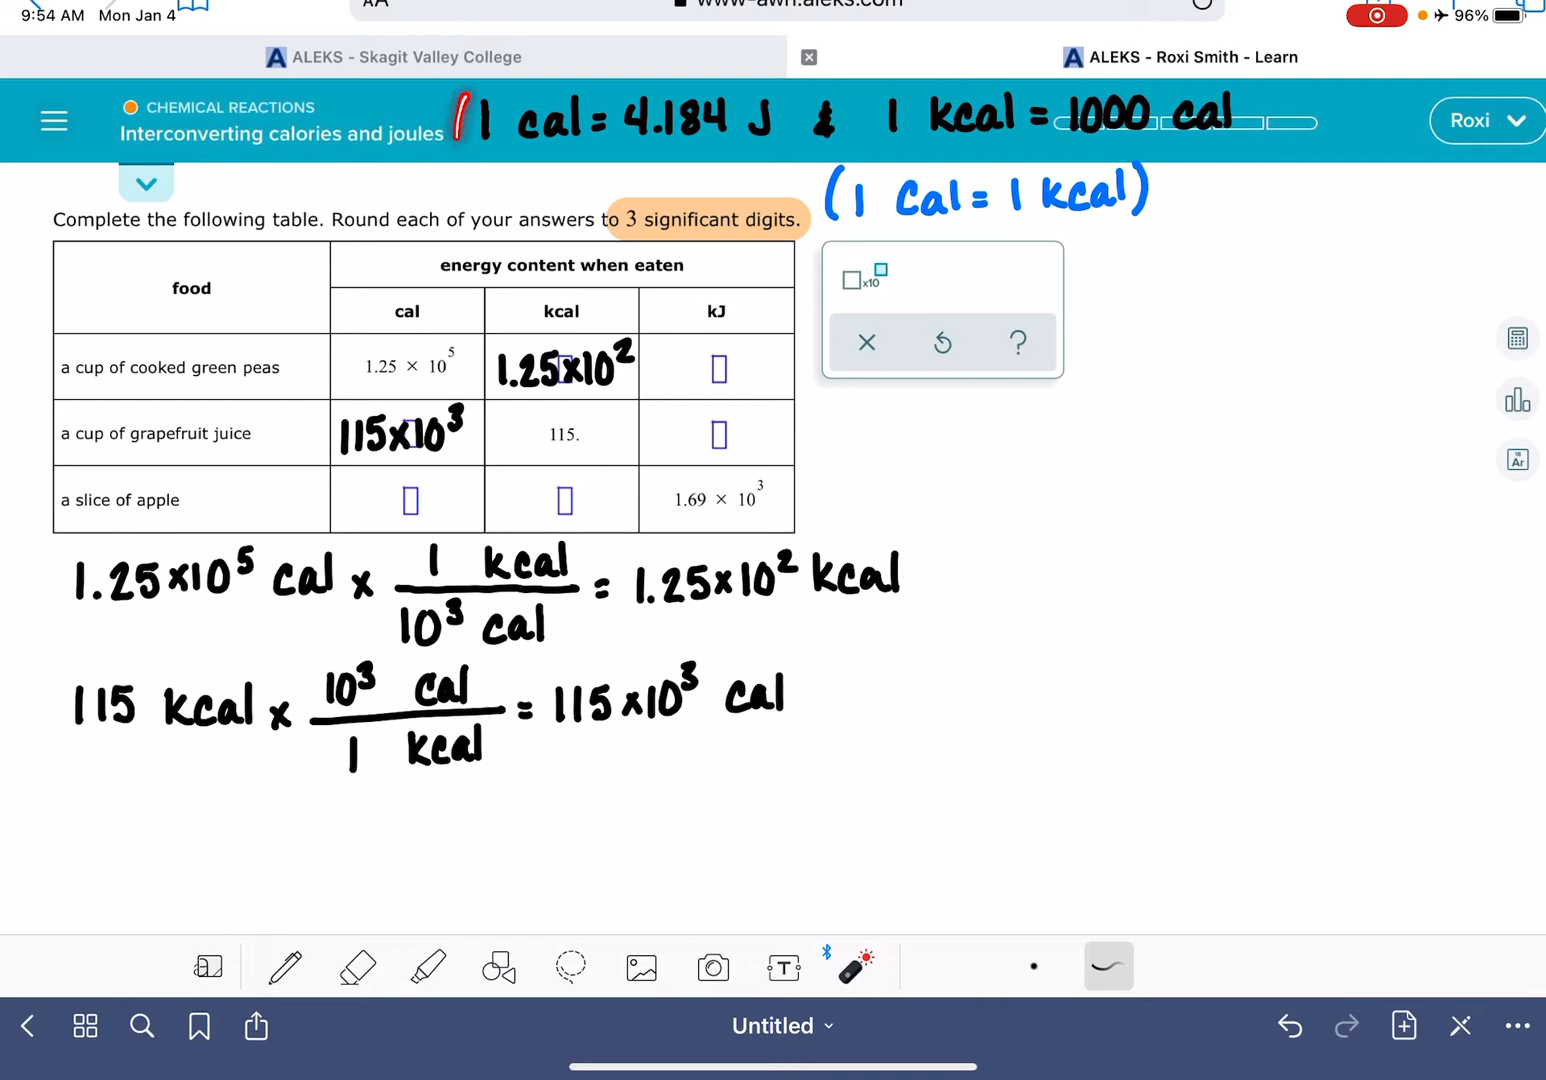 9:54 AM Mon Jan 4
AA
www-awn.aleks.com
96%
ALEKS - Skagit Valley College
ALEKS - Roxi Smith - Learn
CHEMICAL REACTIONS
Interconverting calories and joules
1 cal = 4.184 J & 1 kcal = 1000 cal
Roxi
(1 Cal = 1 kcal)
Complete the following table. Round each of your answers to 3 significant digits.
food
energy content when eaten
cal kcal kJ
a cup of cooked green peas 1.25 × 10^5 1.25×10^2
a cup of grapefruit juice 115×10^3 115.
a slice of apple 1.69 × 10^3
x10
?
18
Ar
1.25×10^5 cal × 1 kcal / 10^3 cal = 1.25×10^2 kcal
115 kcal × 10^3 cal / 1 kcal = 115×10^3 cal
T
Untitled